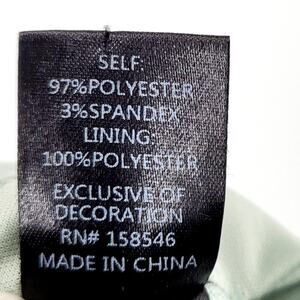 SELF:
97%POLYESTER
3%SPANDEX
LINING:
100%POLYESTER
EXCLUSIVE OF
DECORATION
RN# 158546
MADE IN CHINA